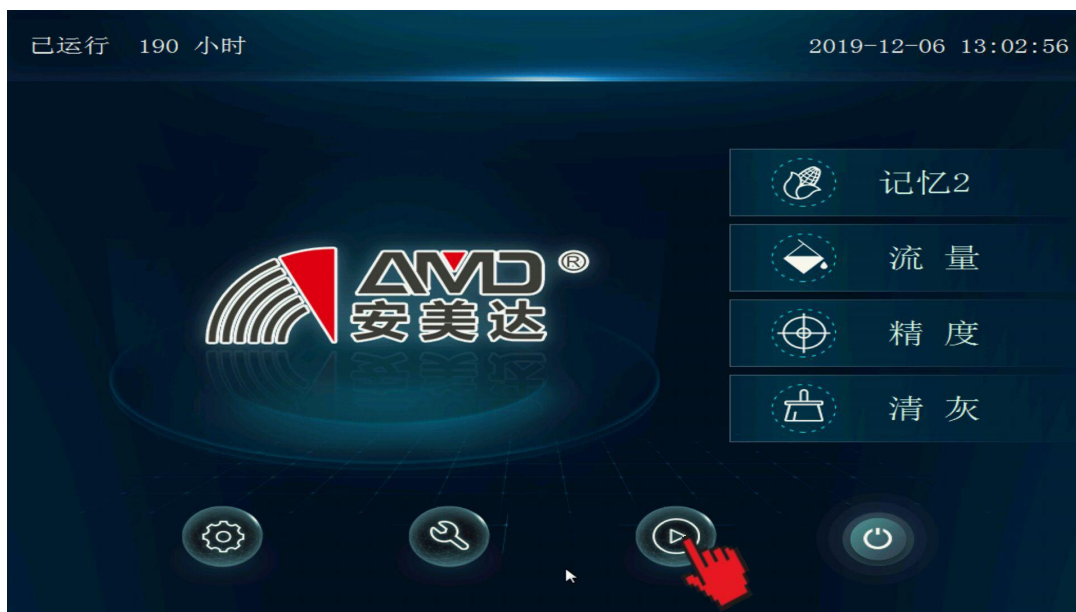 已运行 190 小时
2019-12-06 13:02:56
记忆2
流 量
AMD®
安美达
精 度
清 灰